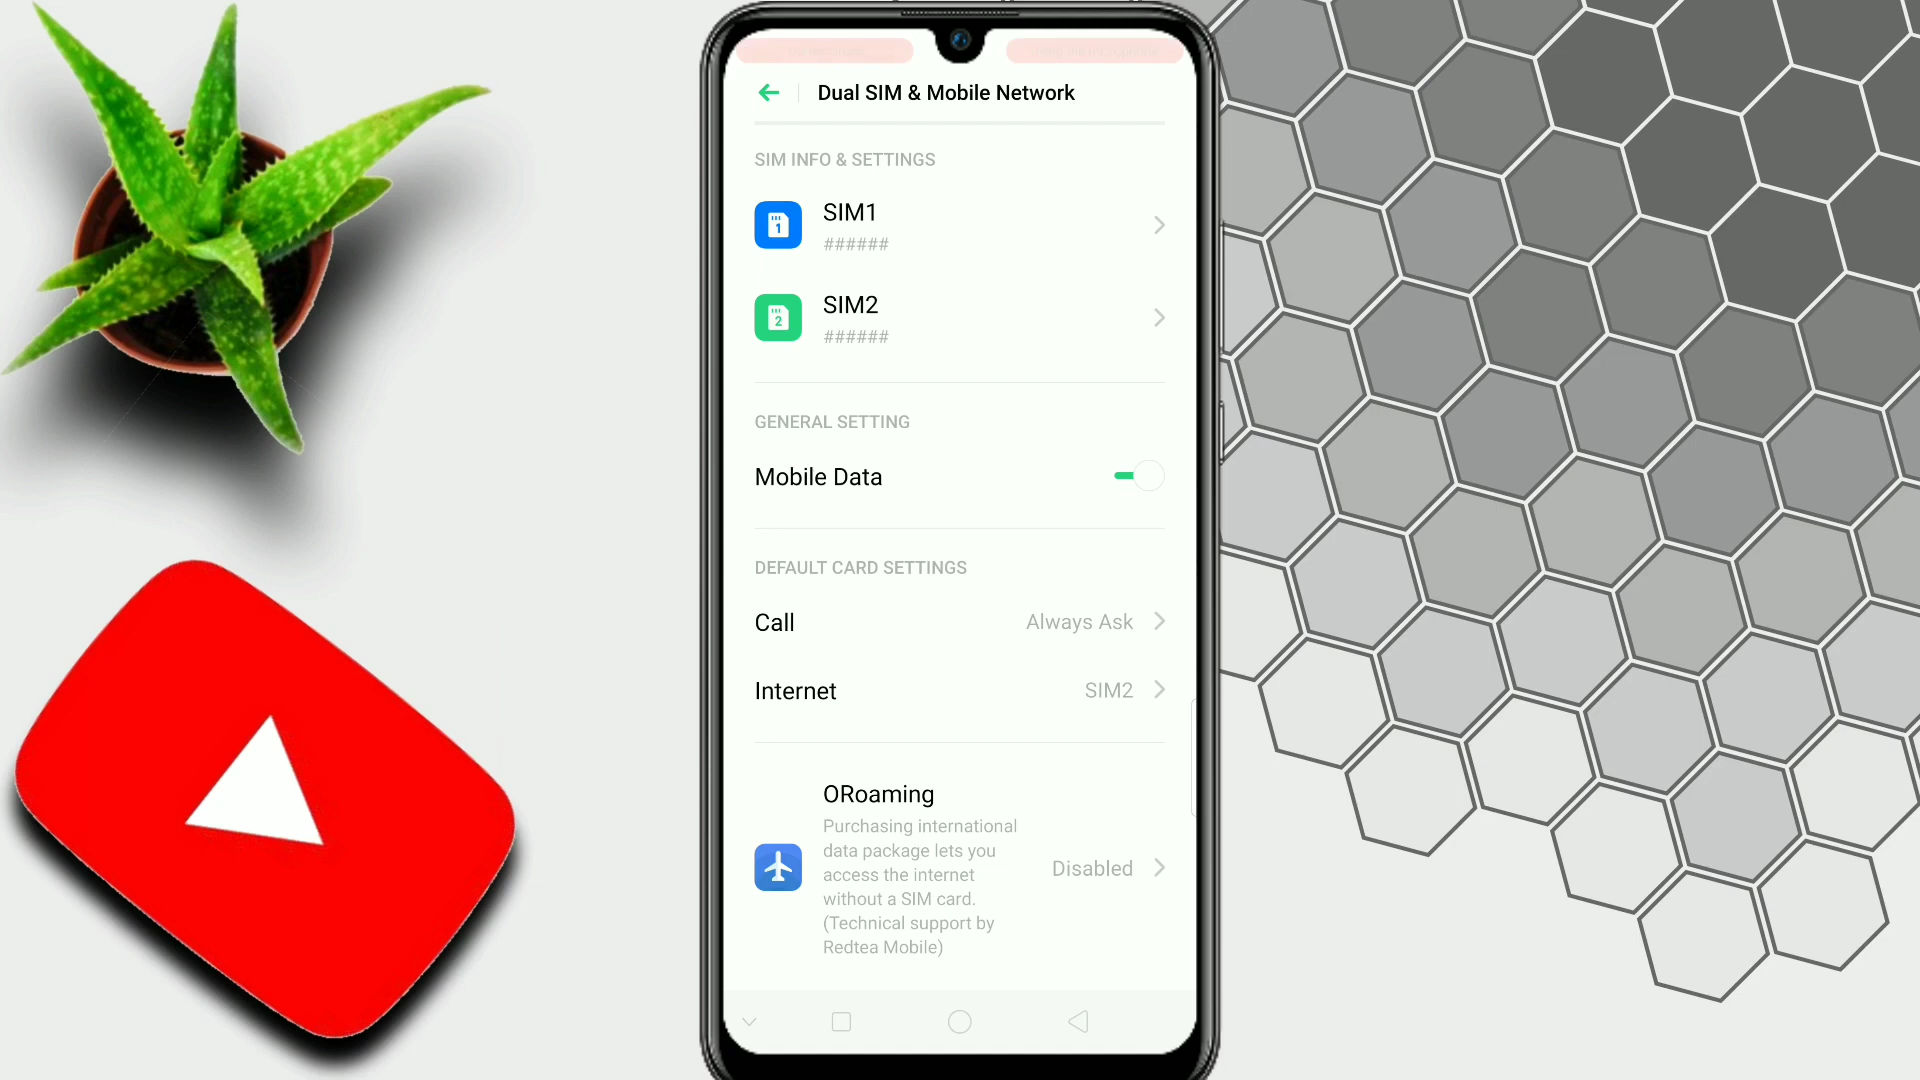 Dual SIM & Mobile Network
SIM INFO & SETTINGS
1
SIM1
######
2
SIM2
######
GENERAL SETTING
Mobile Data
DEFAULT CARD SETTINGS
Call
Always Ask
Internet
SIM2
ORoaming
Purchasing international
data package lets you
access the internet
without a SIM card.
(Technical support by
Redtea Mobile)
Disabled